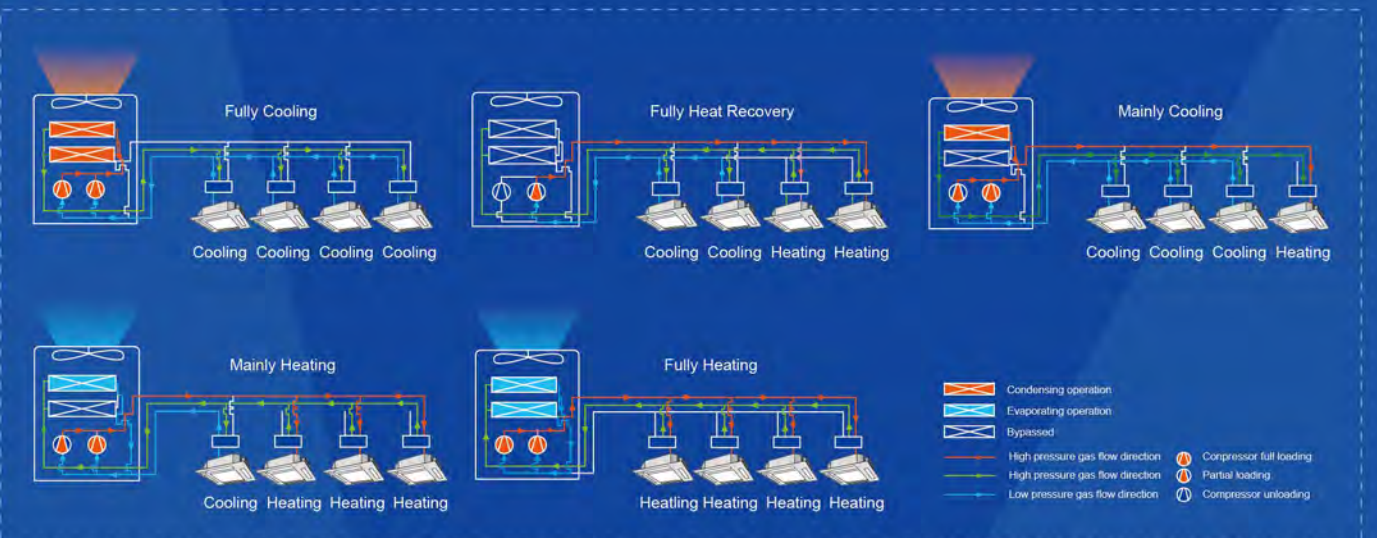 Fully Cooling
Cooling Cooling Cooling Cooling
Fully Heat Recovery
Cooling Cooling Heating Heating
Mainly Cooling
Cooling Cooling Cooling Heating
Mainly Heating
Cooling Heating Heating Heating
Fully Heating
Heatling Heating Heating Heating
Condensing operation
Evaporating operation
Bypassed
High pressure gas flow direction
High pressure gas flow direction
Low pressure gas flow direction
Conpressor full loading
Partial loading
Compressor unloading